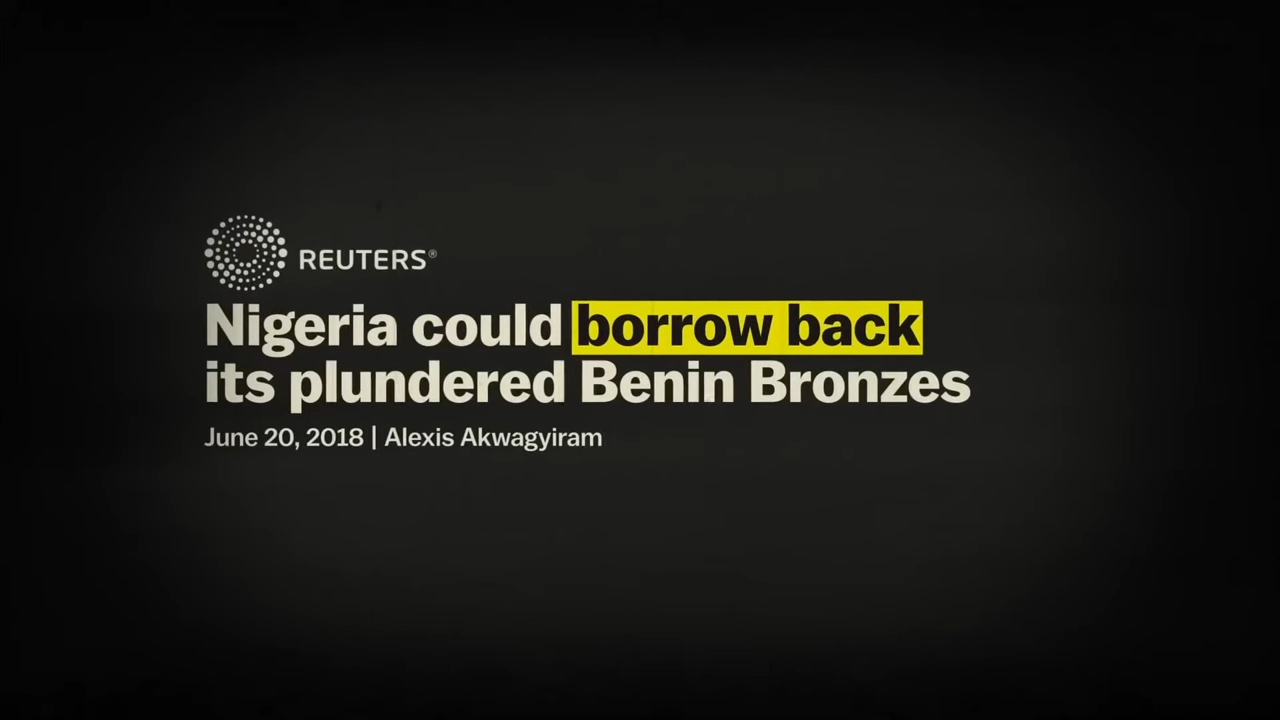 REUTERS®
Nigeria could borrow back
its plundered Benin Bronzes
June 20, 2018 | Alexis Akwagyiram